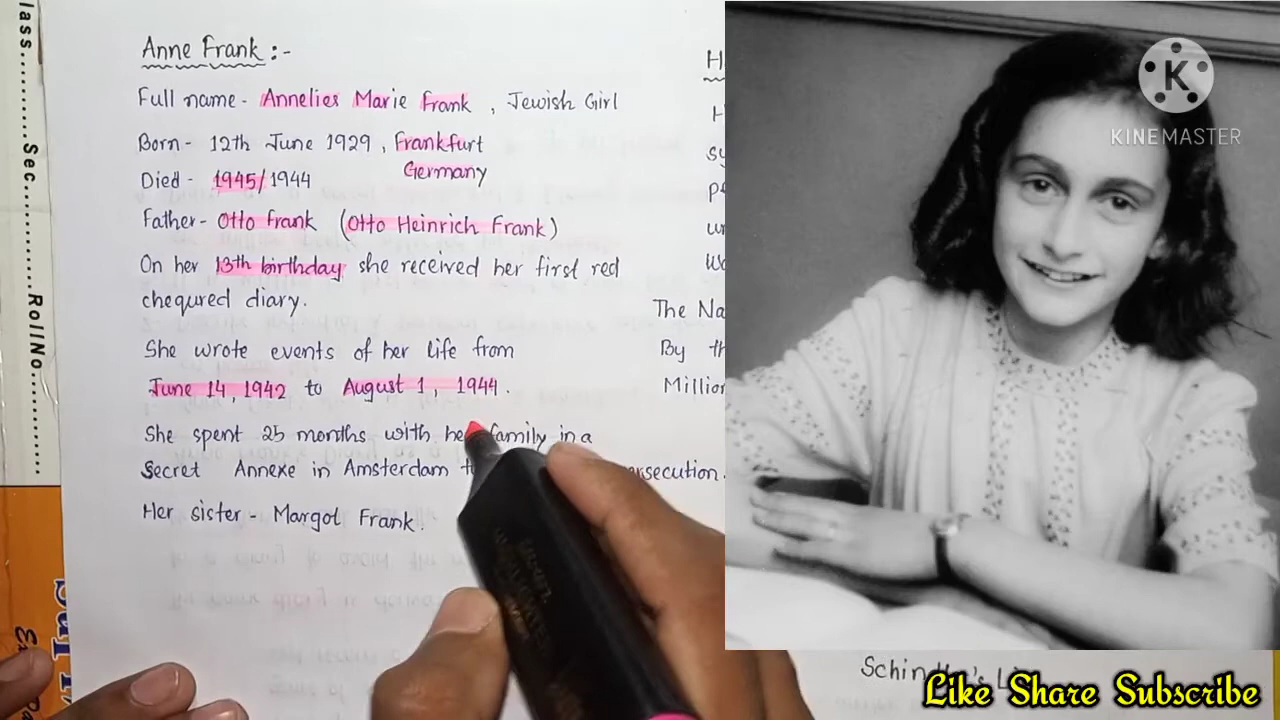 Anne Frank :-
Full name - Annelies Marie Frank , Jewish Girl
Born - 12th June 1929 , Frankfurt
Germany
Died - 1945/1944
Father - Otto Frank (Otto Heinrich Frank)
On her 13th birthday she received her first red
chequred diary.
She wrote events of her life from
June 14, 1942 to August 1, 1944.
She spent 25 months with her family in a
Secret Annexe in Amsterdam
Her sister - Margot Frank.
The Na
By th
Million
KINEMASTER
Like Share Subscribe
lass.........Sec.........RollNo.........